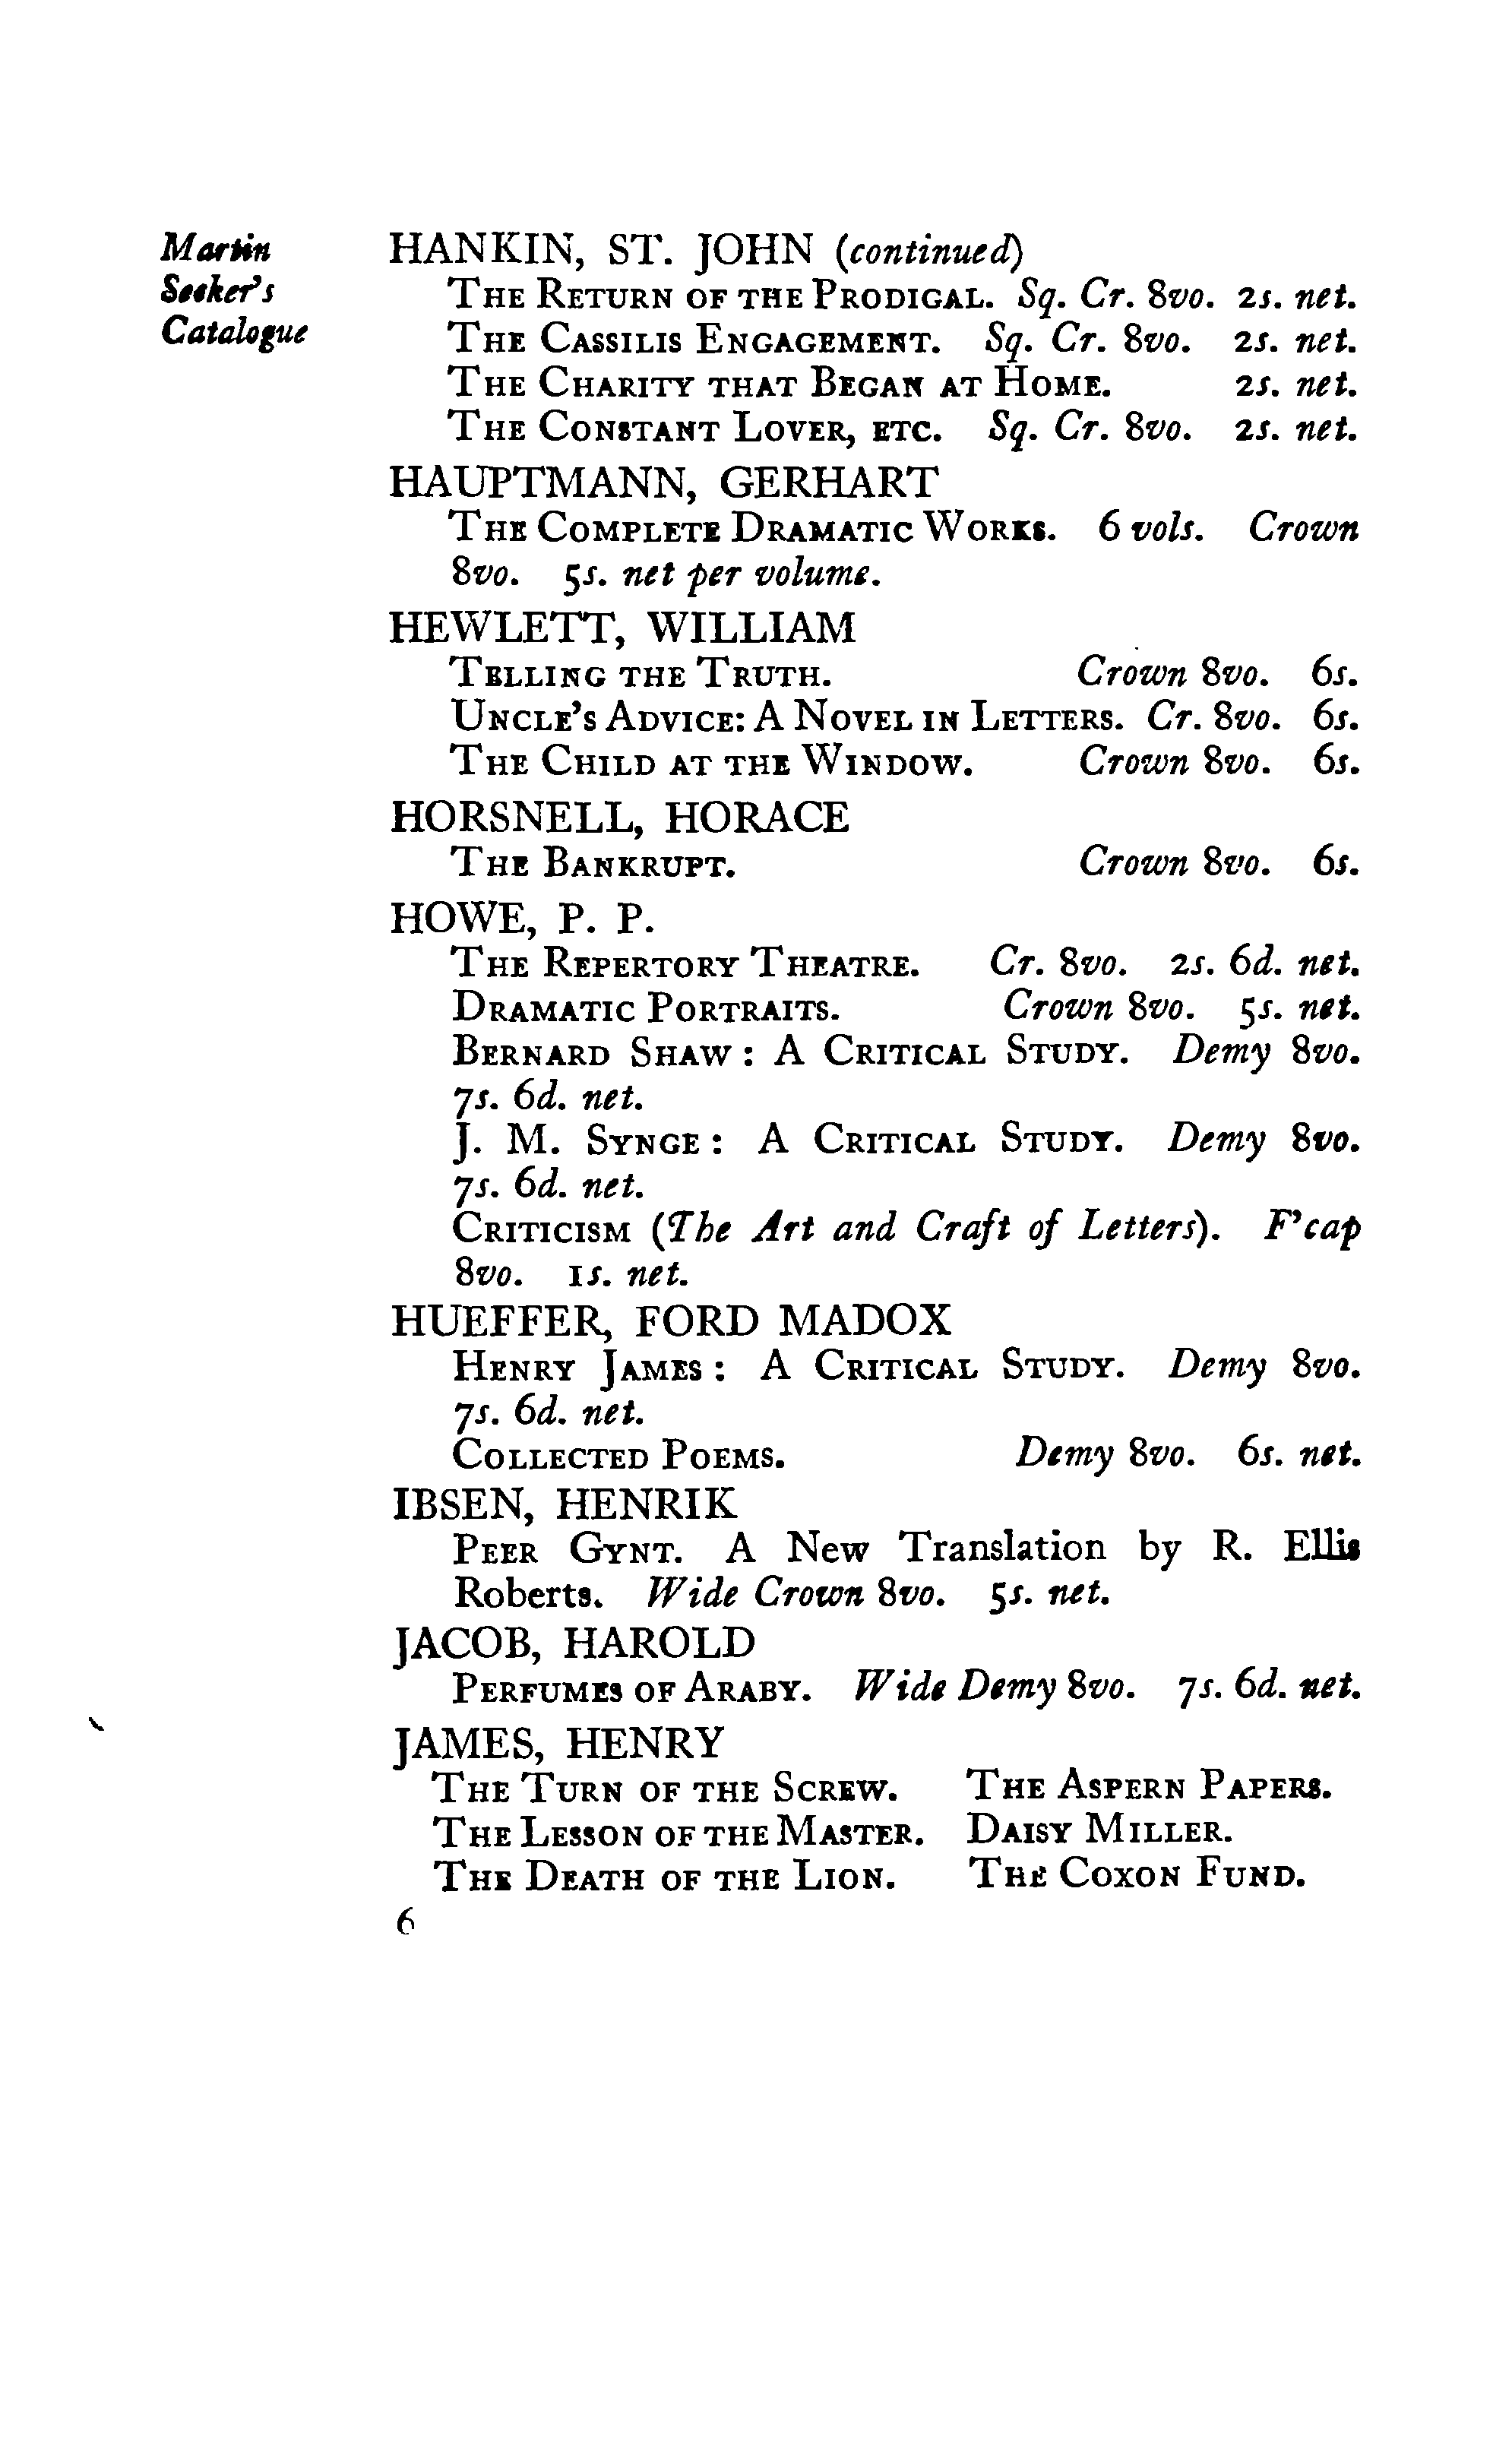 Martin
Secker's
Catalogue
HANKIN, ST. JOHN (continued)
THE RETURN OF THE PRODIGAL. Sq. Cr. 8vo. 2s. net.
THE CASSILIS ENGAGEMENT. Sq. Cr. 8vo. 2s. net.
THE CHARITY THAT BEGAN AT HOME. 2s. net.
THE CONSTANT LOVER, ETC. Sq. Cr. 8vo. 2s. net.
HAUPTMANN, GERHART
THE COMPLETE DRAMATIC WORKS. 6 vols. Crown
8vo. 5s. net per volume.
HEWLETT, WILLIAM
TELLING THE TRUTH. Crown 8vo. 6s.
UNCLE'S ADVICE: A NOVEL IN LETTERS. Cr. 8vo. 6s.
THE CHILD AT THE WINDOW. Crown 8vo. 6s.
HORSNELL, HORACE
THE BANKRUPT. Crown 8vo. 6s.
HOWE, P. P.
THE REPERTORY THEATRE. Cr. 8vo. 2s. 6d. net.
DRAMATIC PORTRAITS. Crown 8vo. 5s. net.
BERNARD SHAW : A CRITICAL STUDY. Demy 8vo.
7s. 6d. net.
J. M. SYNGE : A CRITICAL STUDY. Demy 8vo.
7s. 6d. net.
CRITICISM (The Art and Craft of Letters). F'cap
8vo. 1s. net.
HUEFFER, FORD MADOX
HENRY JAMES : A CRITICAL STUDY. Demy 8vo.
7s. 6d. net.
COLLECTED POEMS. Demy 8vo. 6s. net.
IBSEN, HENRIK
PEER GYNT. A New Translation by R. Ellis
Roberts. Wide Crown 8vo. 5s. net.
JACOB, HAROLD
PERFUMES OF ARABY. Wide Demy 8vo. 7s. 6d. net.
JAMES, HENRY
THE TURN OF THE SCREW. THE ASPERN PAPERS.
THE LESSON OF THE MASTER. DAISY MILLER.
THE DEATH OF THE LION. THE COXON FUND.
6